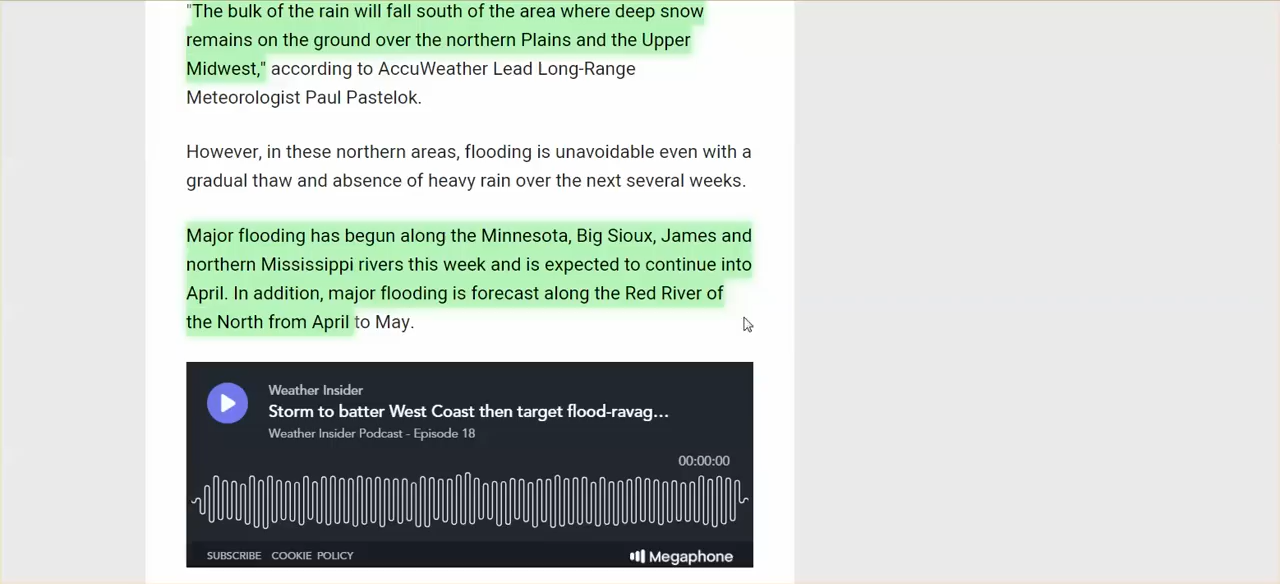 "The bulk of the rain will fall south of the area where deep snow
remains on the ground over the northern Plains and the Upper
Midwest," according to AccuWeather Lead Long-Range
Meteorologist Paul Pastelok.
However, in these northern areas, flooding is unavoidable even with a
gradual thaw and absence of heavy rain over the next several weeks.
Major flooding has begun along the Minnesota, Big Sioux, James and
northern Mississippi rivers this week and is expected to continue into
April. In addition, major flooding is forecast along the Red River of
the North from April to May.
Weather Insider
Storm to batter West Coast then target flood-ravag...
Weather Insider Podcast - Episode 18
00:00:00
SUBSCRIBE COOKIE POLICY Megaphone